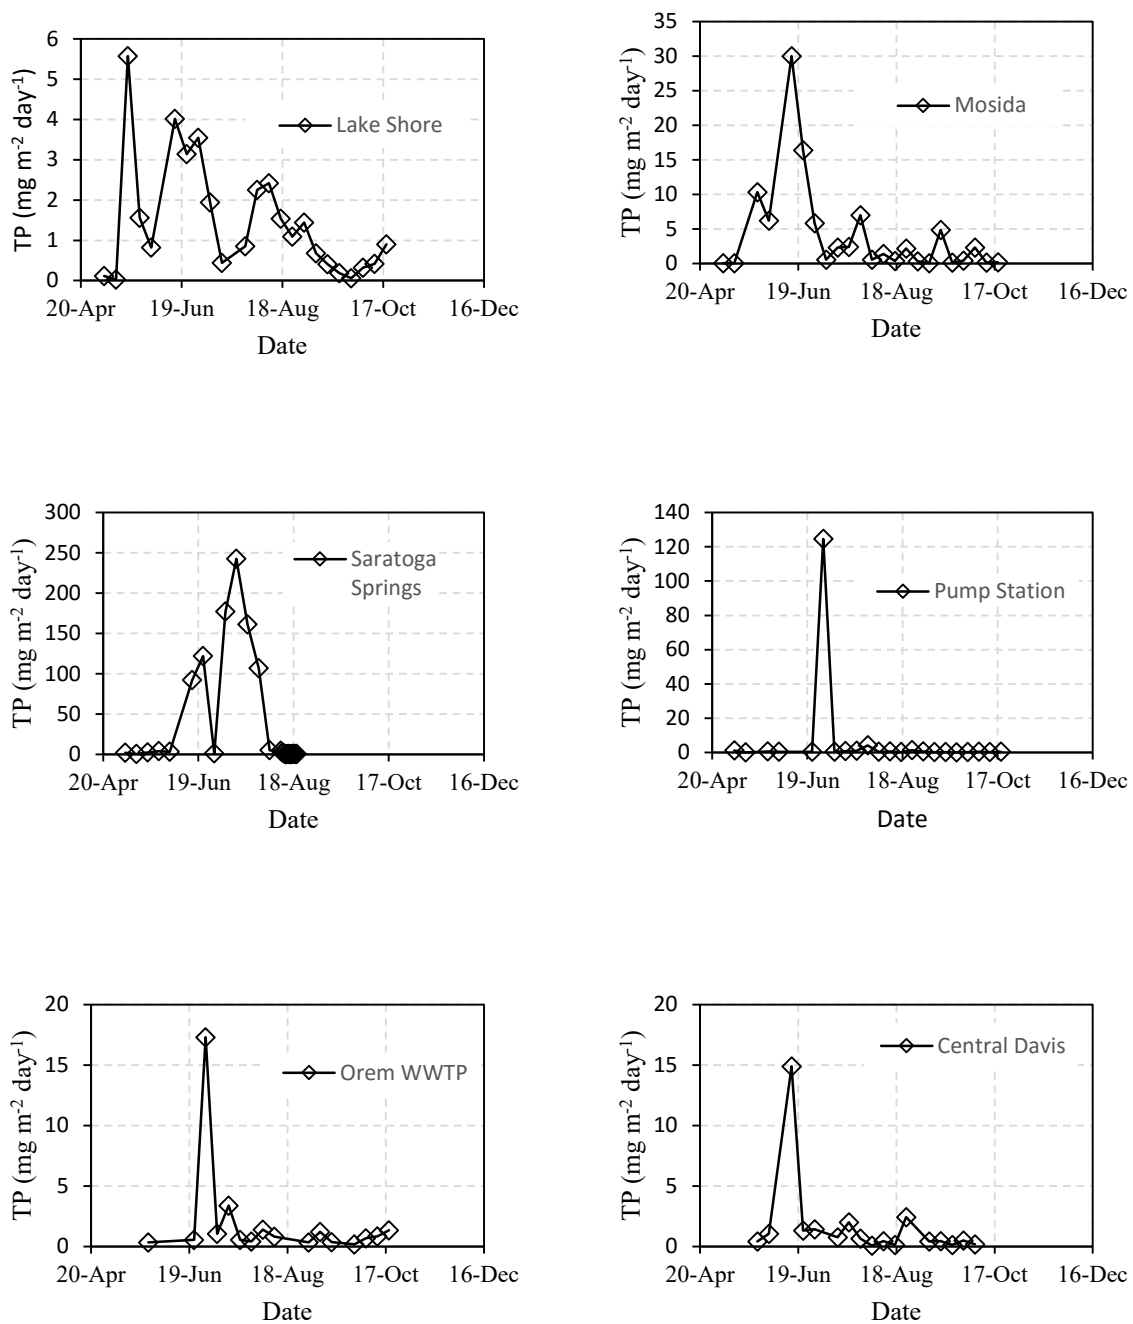 6
5
4
3
2
1
0
TP (mg m-2 day-1)
Lake Shore
20-Apr 19-Jun 18-Aug 17-Oct 16-Dec
Date
35
30
25
20
15
10
5
0
TP (mg m-2 day-1)
Mosida
20-Apr 19-Jun 18-Aug 17-Oct 16-Dec
Date
300
250
200
150
100
50
0
TP (mg m-2 day-1)
Saratoga
Springs
20-Apr 19-Jun 18-Aug 17-Oct 16-Dec
Date
140
120
100
80
60
40
20
0
TP (mg m-2 day-1)
Pump Station
20-Apr 19-Jun 18-Aug 17-Oct 16-Dec
Date
20
15
10
5
0
TP (mg m-2 day-1)
Orem WWTP
20-Apr 19-Jun 18-Aug 17-Oct 16-Dec
Date
20
15
10
5
0
TP (mg m-2 day-1)
Central Davis
20-Apr 19-Jun 18-Aug 17-Oct 16-Dec
Date